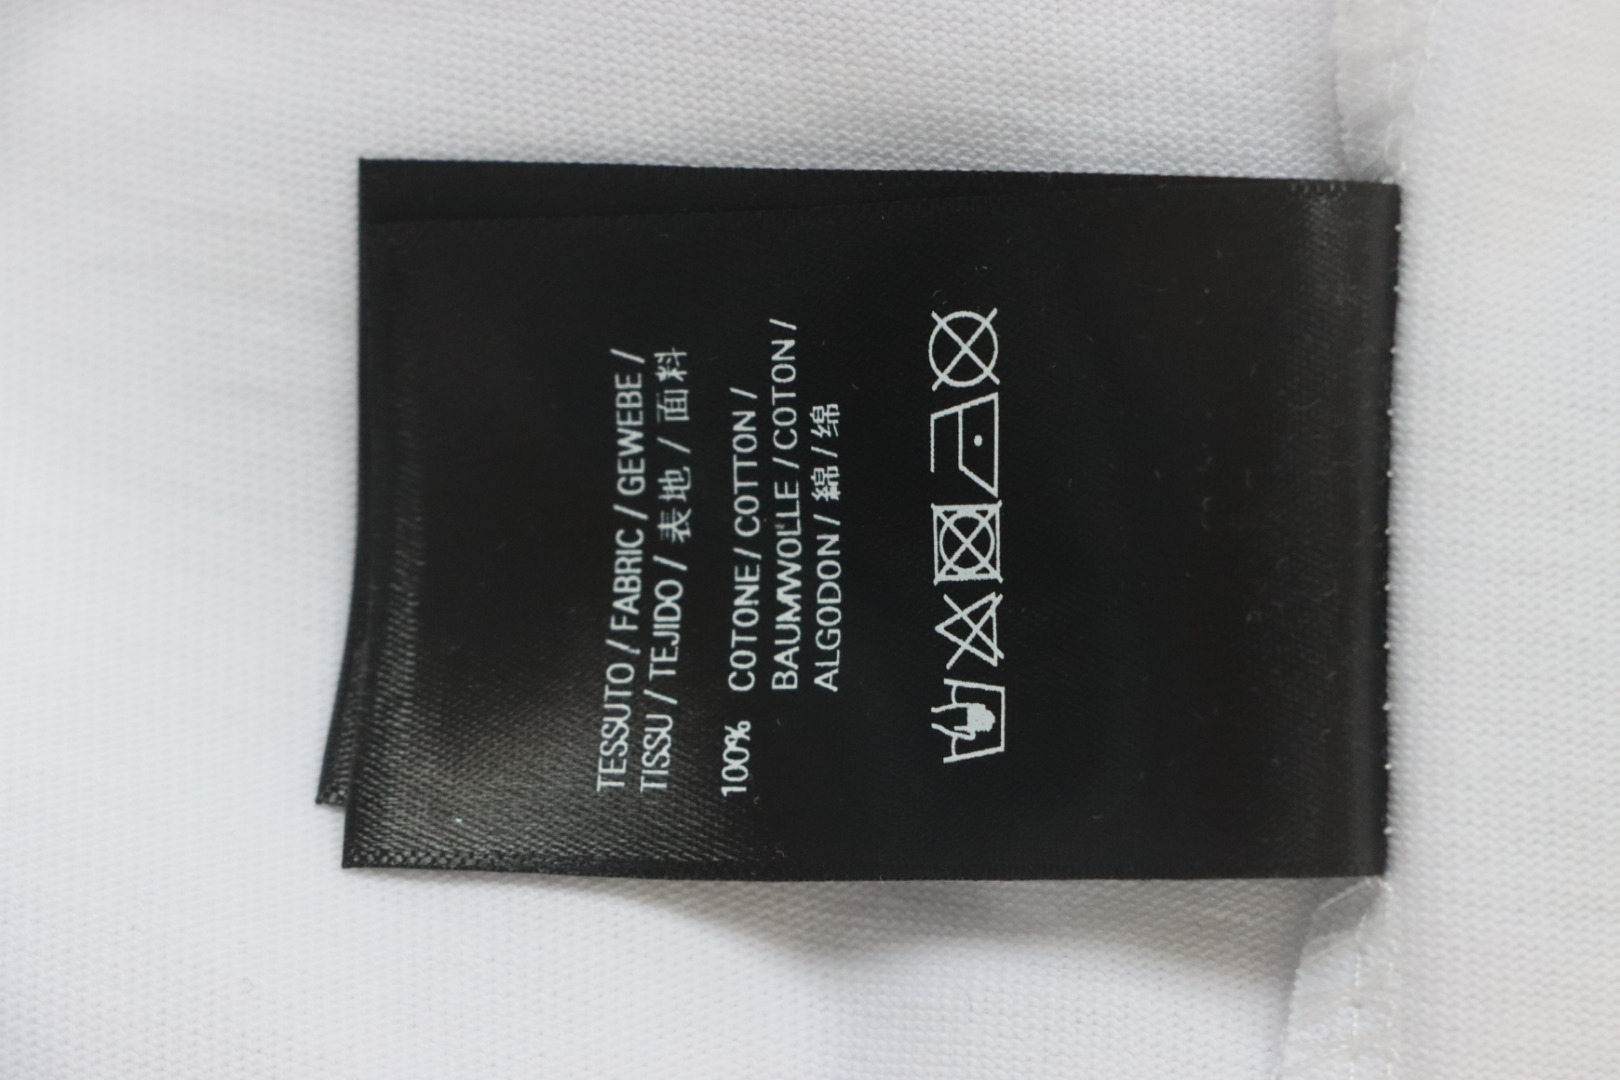 TESSUTO / FABRIC / GEWEBE /
TISSU / TEJIDO / 表地 / 面料
100% COTONE / COTTON /
BAUMWOLLE / COTON /
ALGODON / 綿 / 绵